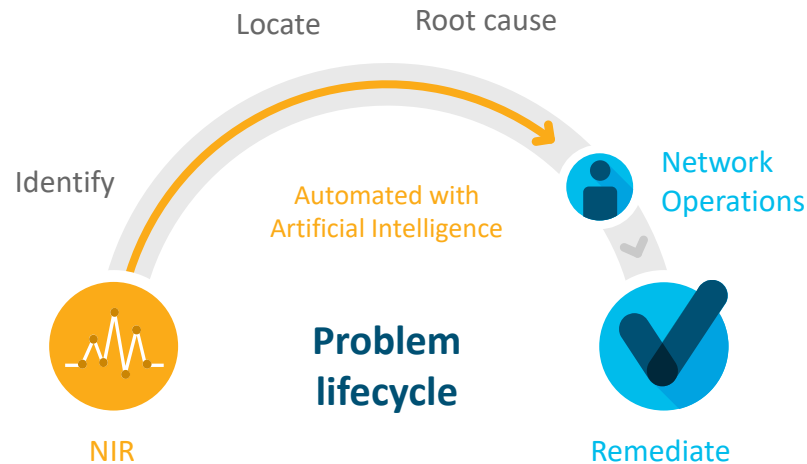 Locate
Root cause
Identify
Network
Operations
Automated with
Artificial Intelligence
Problem
lifecycle
NIR
Remediate